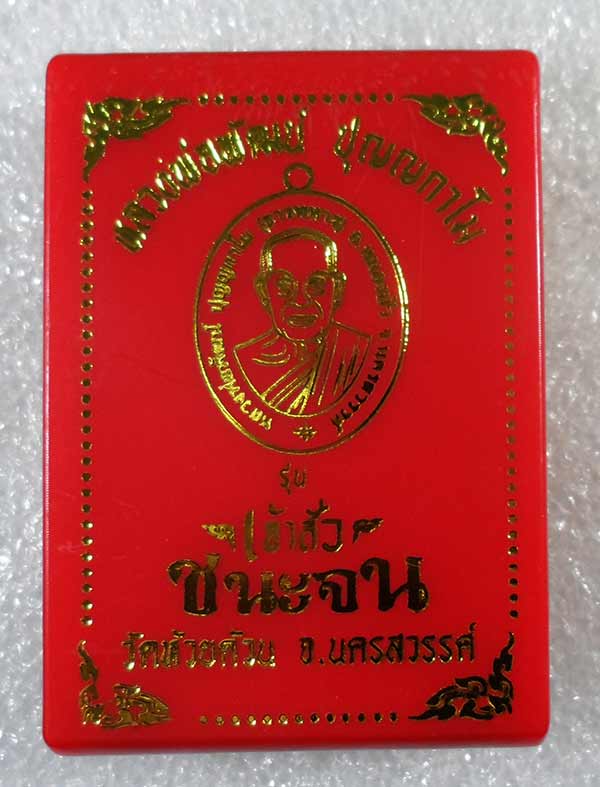 หลวงพ่อพัฒน์ ปุญญกาโม
รุ่น
เจ้าสัว
ชนะจน
วัดห้วยด้วน จ.นครสวรรค์